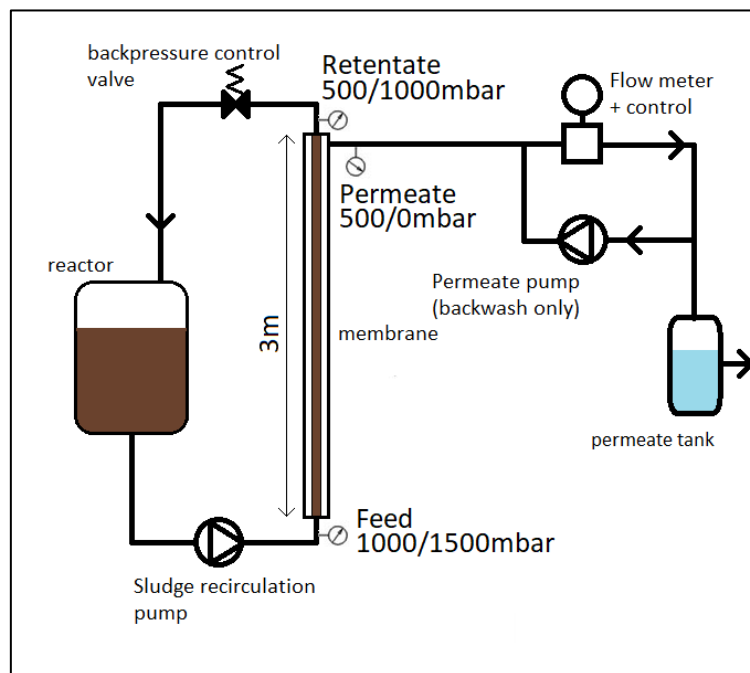 backpressure control
valve
Retentate
500/1000mbar
Flow meter
+ control
Permeate
500/0mbar
reactor
Permeate pump
(backwash only)
3m
membrane
permeate tank
Feed
1000/1500mbar
Sludge recirculation
pump